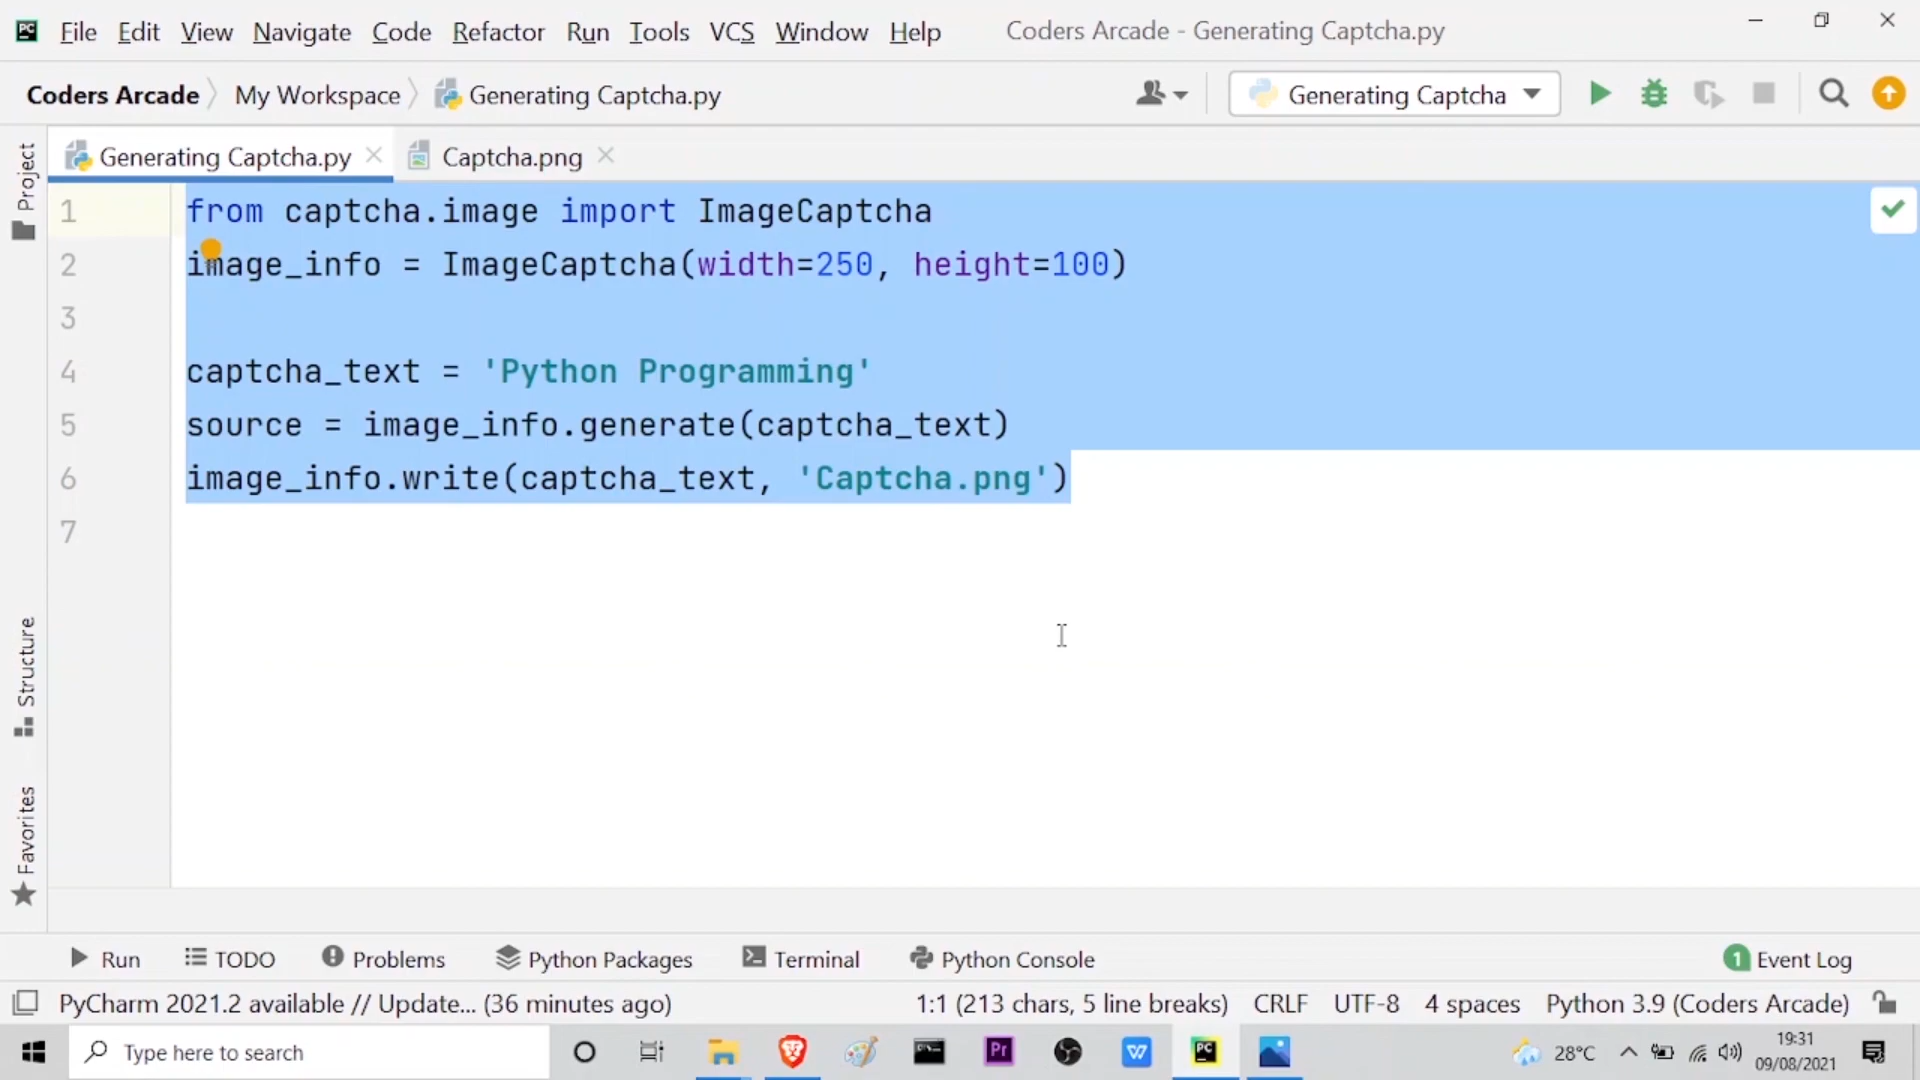 PC File Edit View Navigate Code Refactor Run Tools VCS Window Help Coders Arcade - Generating Captcha.py
Coders Arcade My Workspace Generating Captcha.py Generating Captcha
Generating Captcha.py Captcha.png
Project
Structure
Favorites
1 from captcha.image import ImageCaptcha
2 image_info = ImageCaptcha(width=250, height=100)
3
4 captcha_text = 'Python Programming'
5 source = image_info.generate(captcha_text)
6 image_info.write(captcha_text, 'Captcha.png')
7
Run TODO Problems Python Packages Terminal Python Console 1 Event Log
PyCharm 2021.2 available // Update... (36 minutes ago) 1:1 (213 chars, 5 line breaks) CRLF UTF-8 4 spaces Python 3.9 (Coders Arcade)
Type here to search Pr W PC 28°C 19:31
09/08/2021